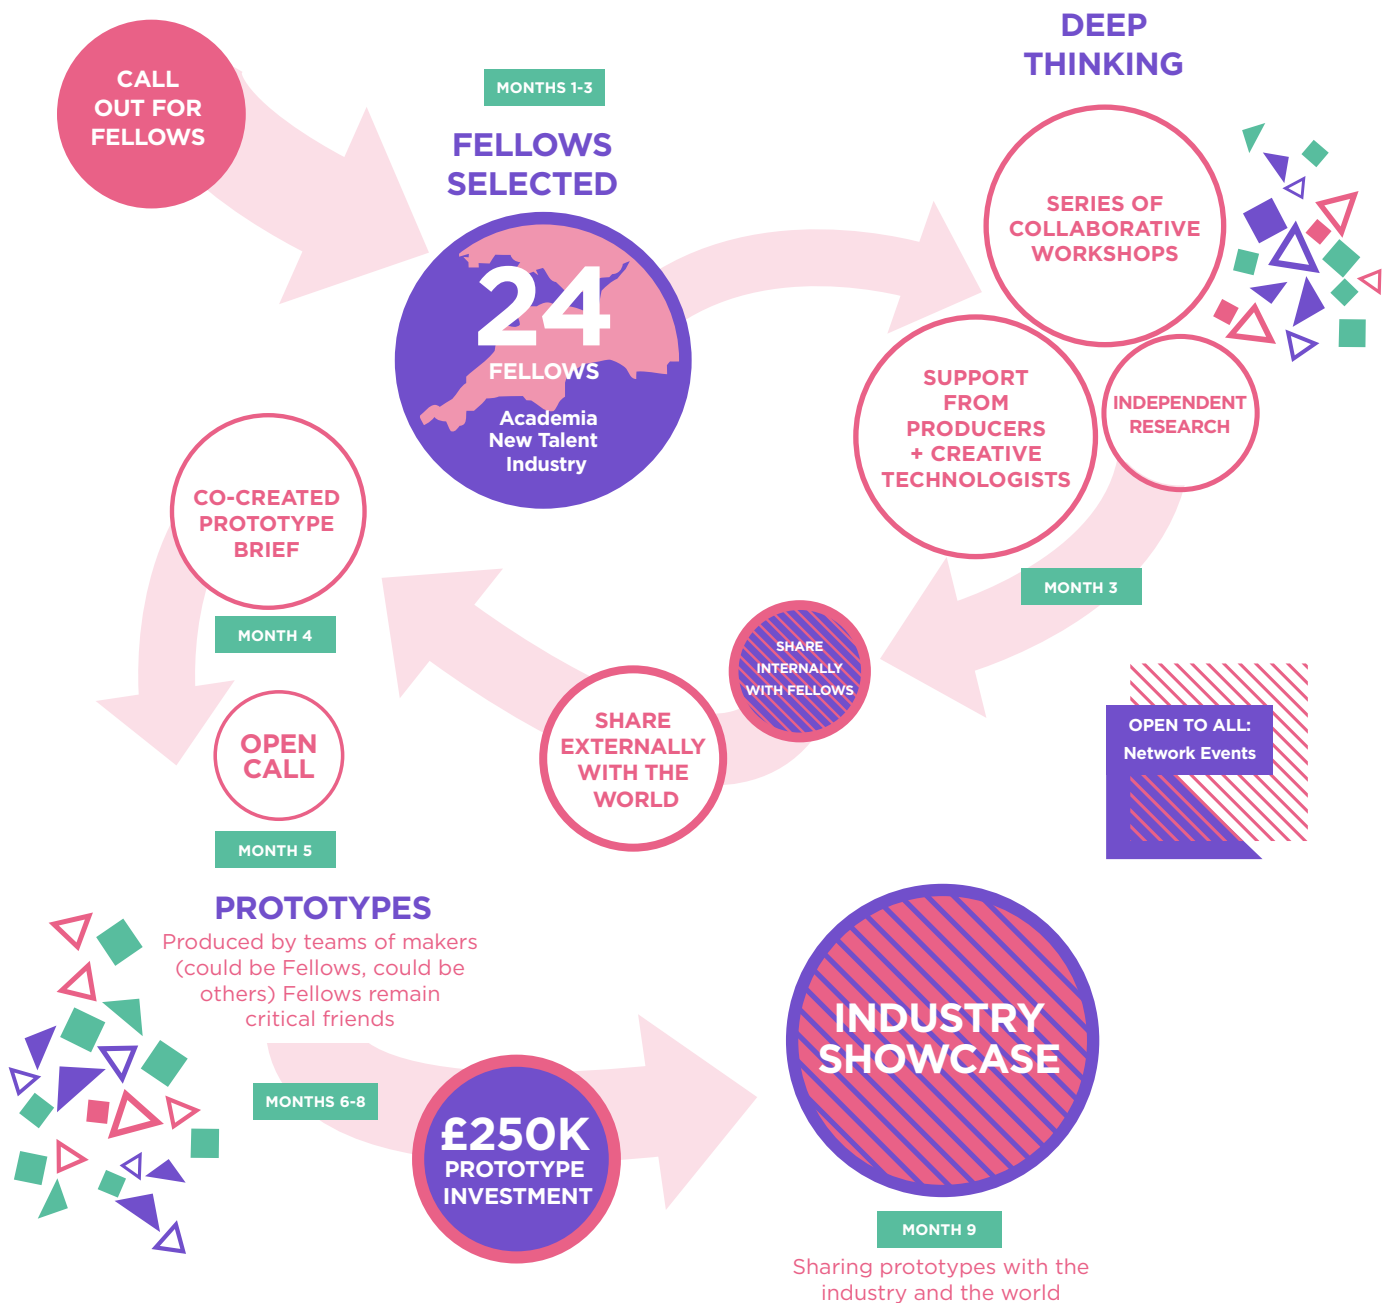 CALL
OUT FOR
FELLOWS
MONTHS 1-3
FELLOWS
SELECTED
24
FELLOWS
Academia
New Talent
Industry
DEEP
THINKING
SERIES OF
COLLABORATIVE
WORKSHOPS
SUPPORT
FROM
PRODUCERS
+ CREATIVE
TECHNOLOGISTS
INDEPENDENT
RESEARCH
MONTH 3
SHARE
INTERNALLY
WITH FELLOWS
SHARE
EXTERNALLY
WITH THE
WORLD
CO-CREATED
PROTOTYPE
BRIEF
MONTH 4
OPEN
CALL
MONTH 5
OPEN TO ALL:
Network Events
PROTOTYPES
Produced by teams of makers
(could be Fellows, could be
others) Fellows remain
critical friends
MONTHS 6-8
£250K
PROTOTYPE
INVESTMENT
INDUSTRY
SHOWCASE
MONTH 9
Sharing prototypes with the
industry and the world